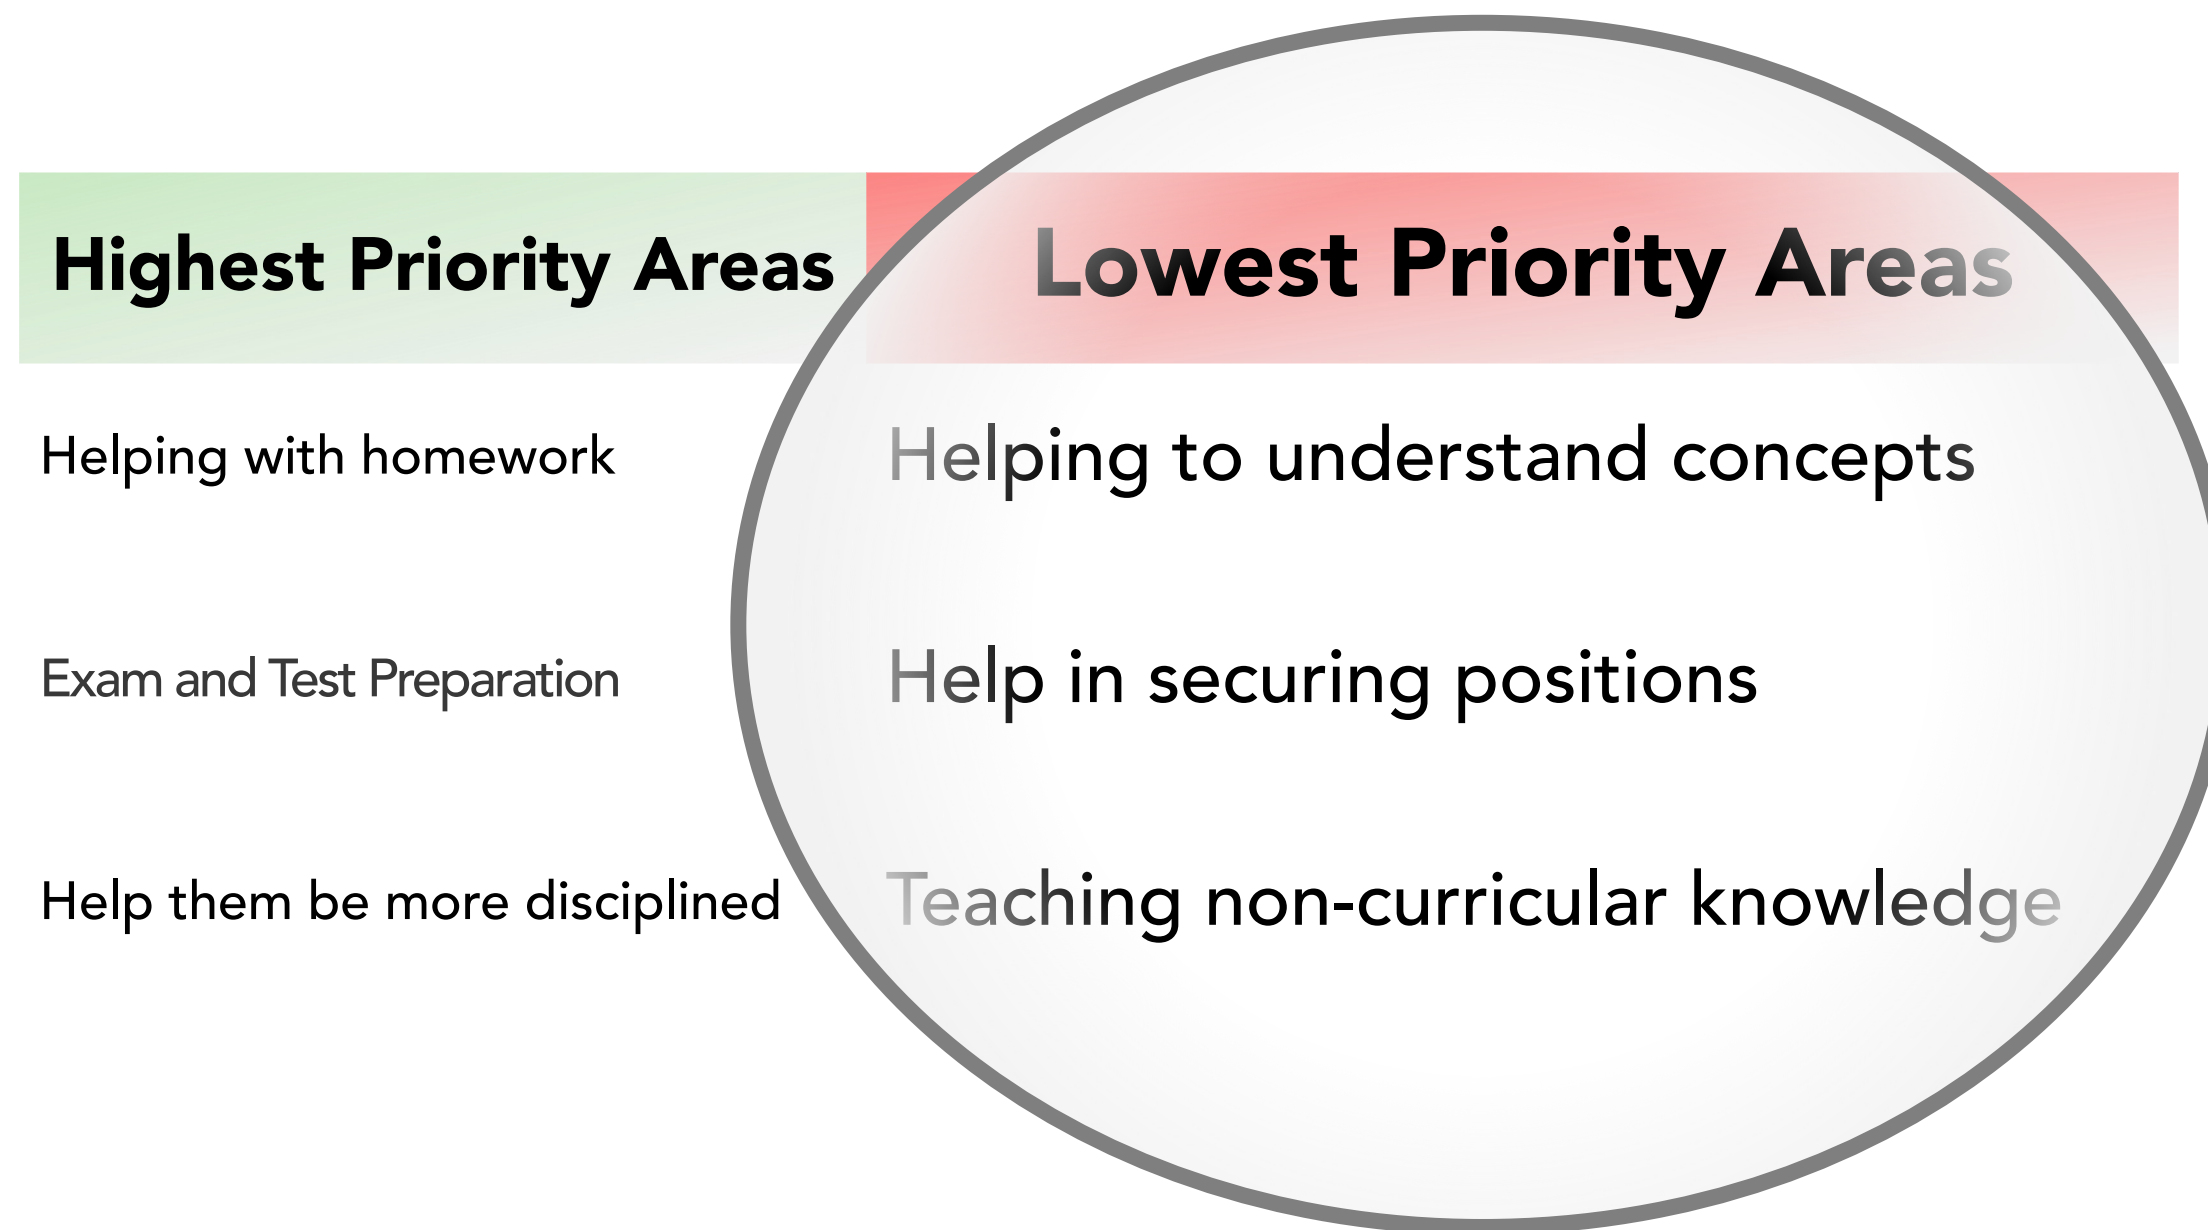 Highest Priority Areas
Lowest Priority Areas
Helping with homework
Helping to understand concepts
Exam and Test Preparation
Help in securing positions
Help them be more disciplined
Teaching non-curricular knowledge